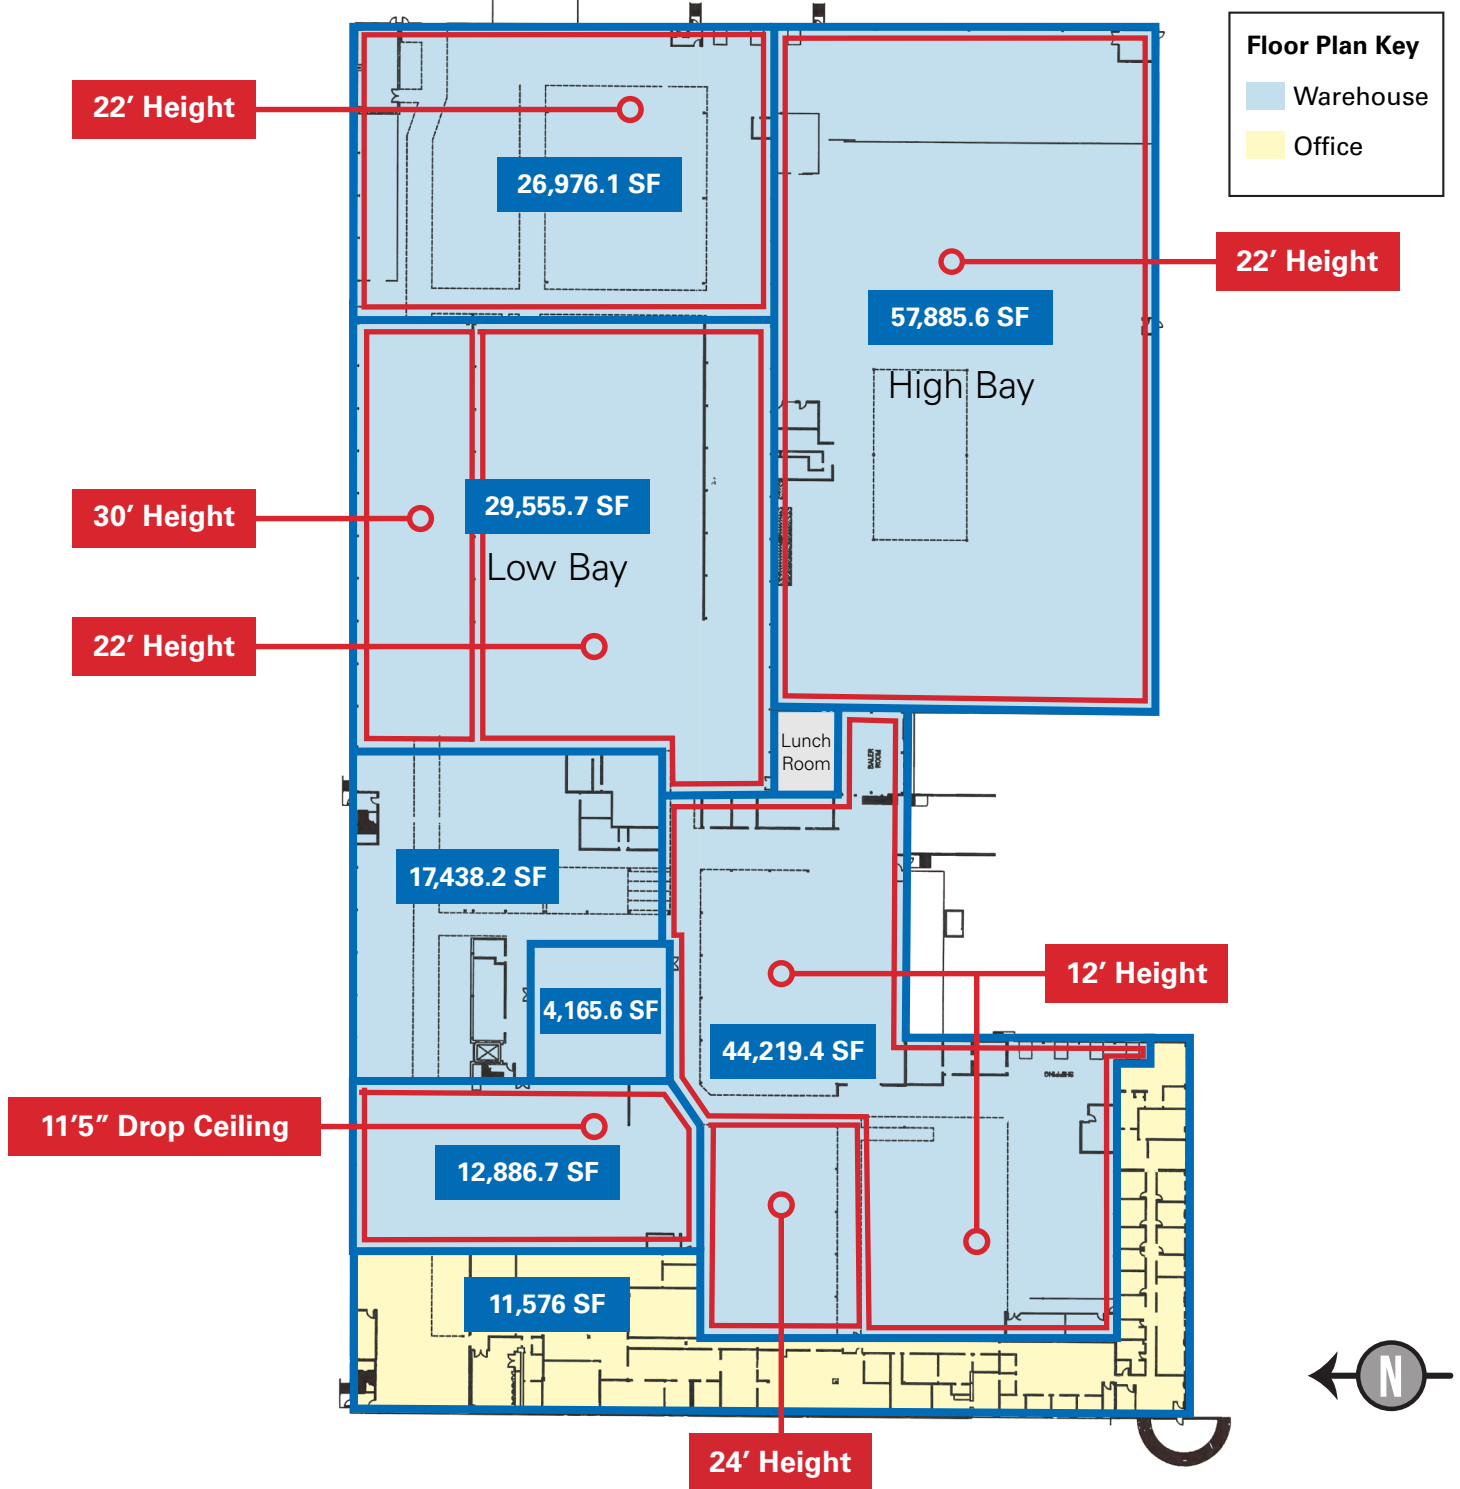 Floor Plan Key
Warehouse
Office
22′ Height
26,976.1 SF
22′ Height
57,885.6 SF
High Bay
30′ Height
29,555.7 SF
Low Bay
22′ Height
Lunch
Room
BALER
ROOM
17,438.2 SF
12′ Height
4,165.6 SF
44,219.4 SF
SHIPPING
11′5″ Drop Ceiling
12,886.7 SF
11,576 SF
N
24′ Height